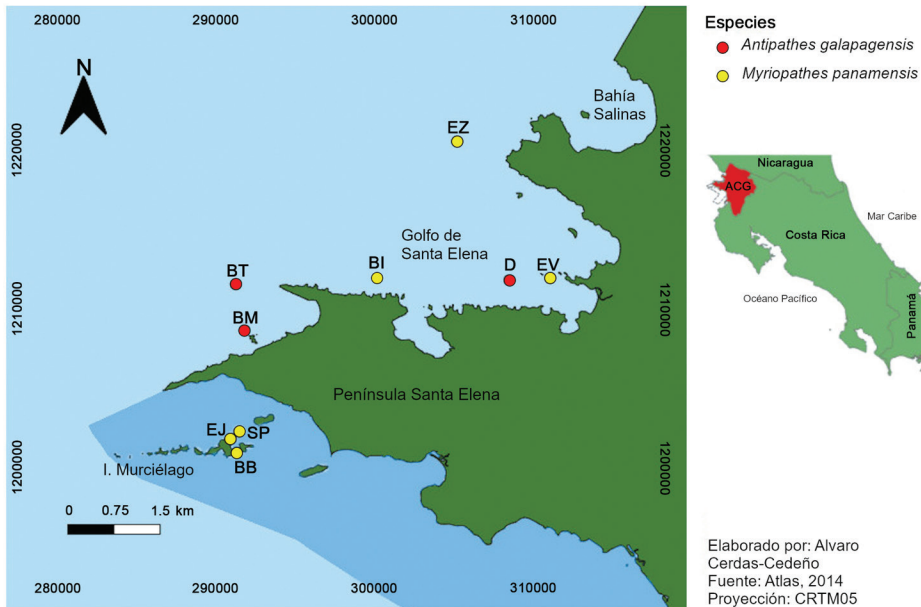 280000 290000 300000 310000
Especies
Antipathes galapagensis
Myriopathes panamensis
N
Bahía
Salinas
EZ
1220000
1220000
Nicaragua
ACG
Mar Caribe
Costa Rica
Océano Pacífico
Panamá
Golfo de
Santa Elena
BT
BI
D
EV
BM
1210000
1210000
Península Santa Elena
EJ
SP
BB
I. Murciélago
1200000
1200000
0 0.75 1.5 km
280000 290000 300000 310000
Elaborado por: Alvaro
Cerdas-Cedeño
Fuente: Atlas, 2014
Proyección: CRTM05